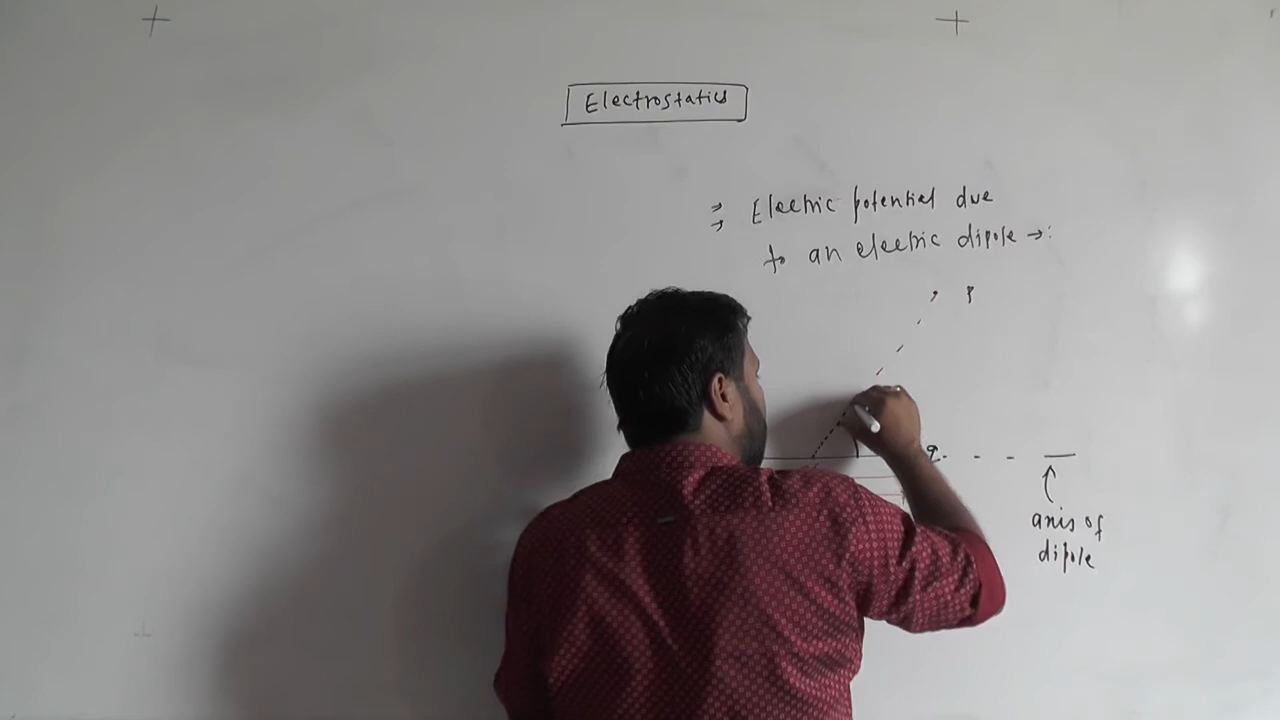 Electrostatics
⇒ Electric potential due
to an electric dipole →:
P
q
axis of
dipole